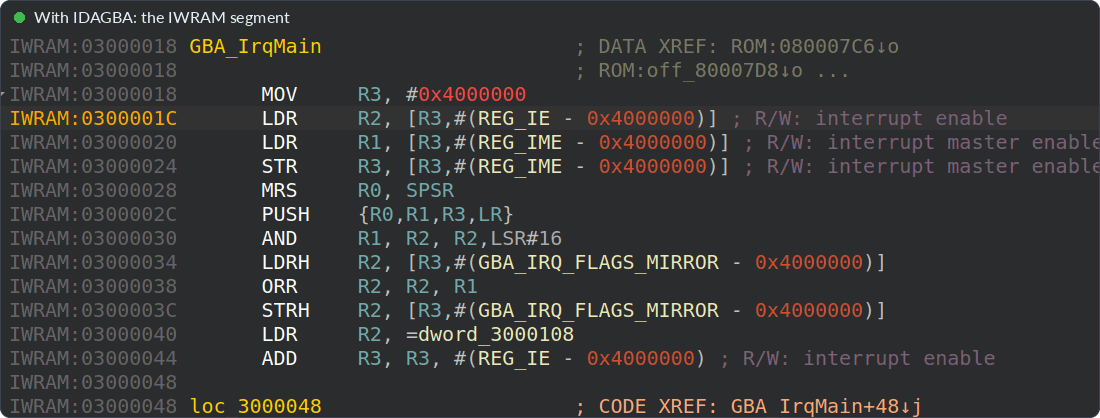 With IDAGBA: the IWRAM segment
IWRAM:03000018 GBA_IrqMain ; DATA XREF: ROM:080007C6↓o
IWRAM:03000018 ; ROM:off_80007D8↓o ...
IWRAM:03000018 MOV R3, #0x4000000
IWRAM:0300001C LDR R2, [R3,#(REG_IE - 0x4000000)] ; R/W: interrupt enable
IWRAM:03000020 LDR R1, [R3,#(REG_IME - 0x4000000)] ; R/W: interrupt master enable
IWRAM:03000024 STR R3, [R3,#(REG_IME - 0x4000000)] ; R/W: interrupt master enable
IWRAM:03000028 MRS R0, SPSR
IWRAM:0300002C PUSH {R0,R1,R3,LR}
IWRAM:03000030 AND R1, R2, R2,LSR#16
IWRAM:03000034 LDRH R2, [R3,#(GBA_IRQ_FLAGS_MIRROR - 0x4000000)]
IWRAM:03000038 ORR R2, R2, R1
IWRAM:0300003C STRH R2, [R3,#(GBA_IRQ_FLAGS_MIRROR - 0x4000000)]
IWRAM:03000040 LDR R2, =dword_3000108
IWRAM:03000044 ADD R3, R3, #(REG_IE - 0x4000000) ; R/W: interrupt enable
IWRAM:03000048
IWRAM:03000048 loc_3000048 ; CODE XREF: GBA_IrqMain+48↓j